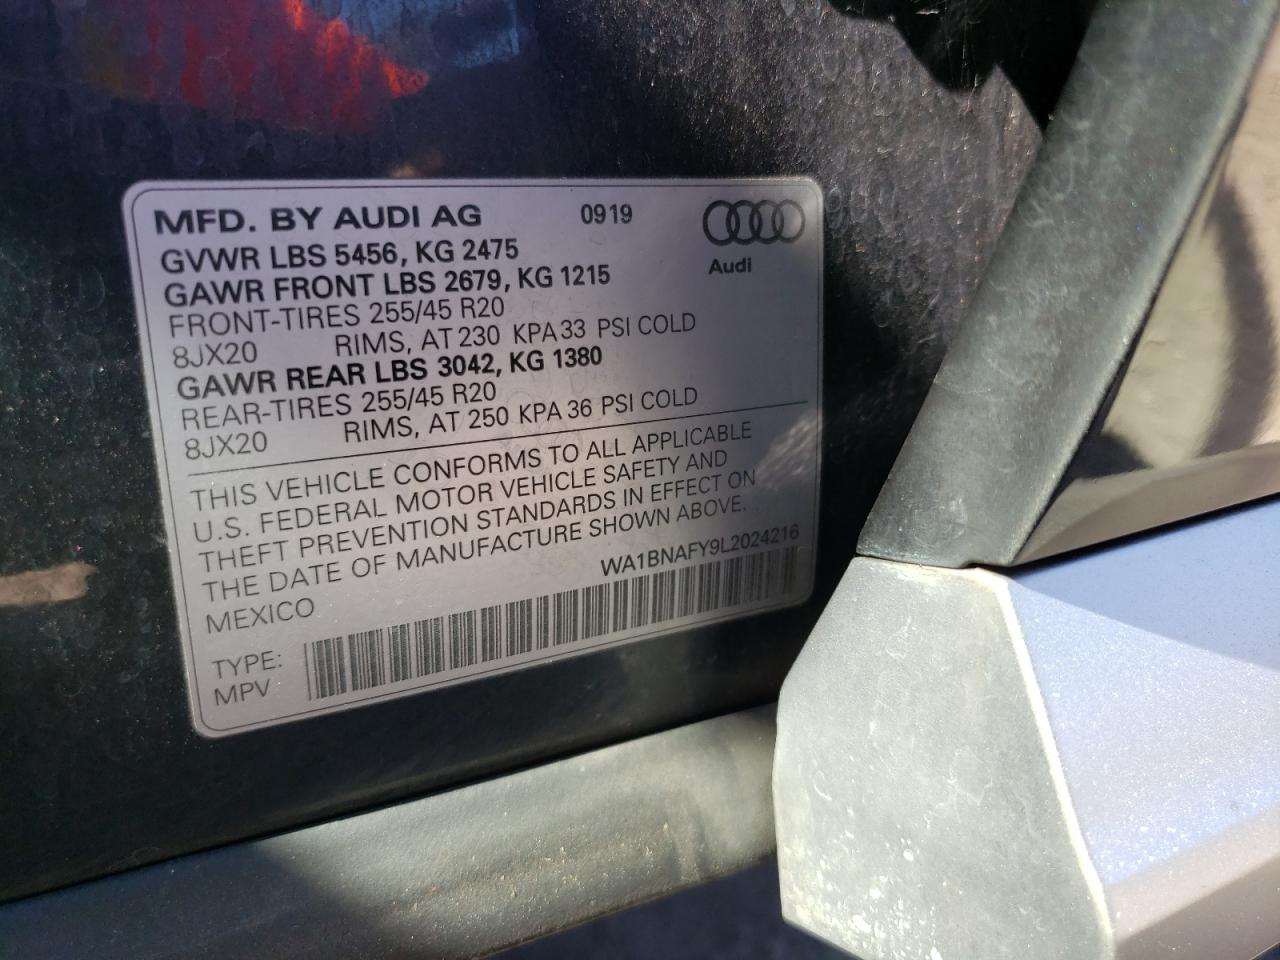 MFD. BY AUDI AG 0919
GVWR LBS 5456, KG 2475
Audi
GAWR FRONT LBS 2679, KG 1215
FRONT-TIRES 255/45 R20
8JX20 RIMS, AT 230 KPA 33 PSI COLD
GAWR REAR LBS 3042, KG 1380
REAR-TIRES 255/45 R20
8JX20 RIMS, AT 250 KPA 36 PSI COLD
THIS VEHICLE CONFORMS TO ALL APPLICABLE
U.S. FEDERAL MOTOR VEHICLE SAFETY AND
THEFT PREVENTION STANDARDS IN EFFECT ON
THE DATE OF MANUFACTURE SHOWN ABOVE.
MEXICO WA1BNAFY9L2024216
TYPE:
MPV